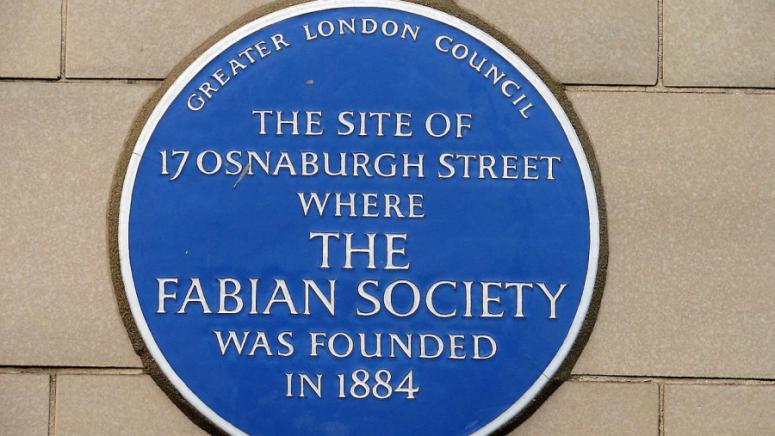 GREATER LONDON COUNCIL
THE SITE OF
17 OSNABURGH STREET
WHERE
THE
FABIAN SOCIETY
WAS FOUNDED
IN 1884